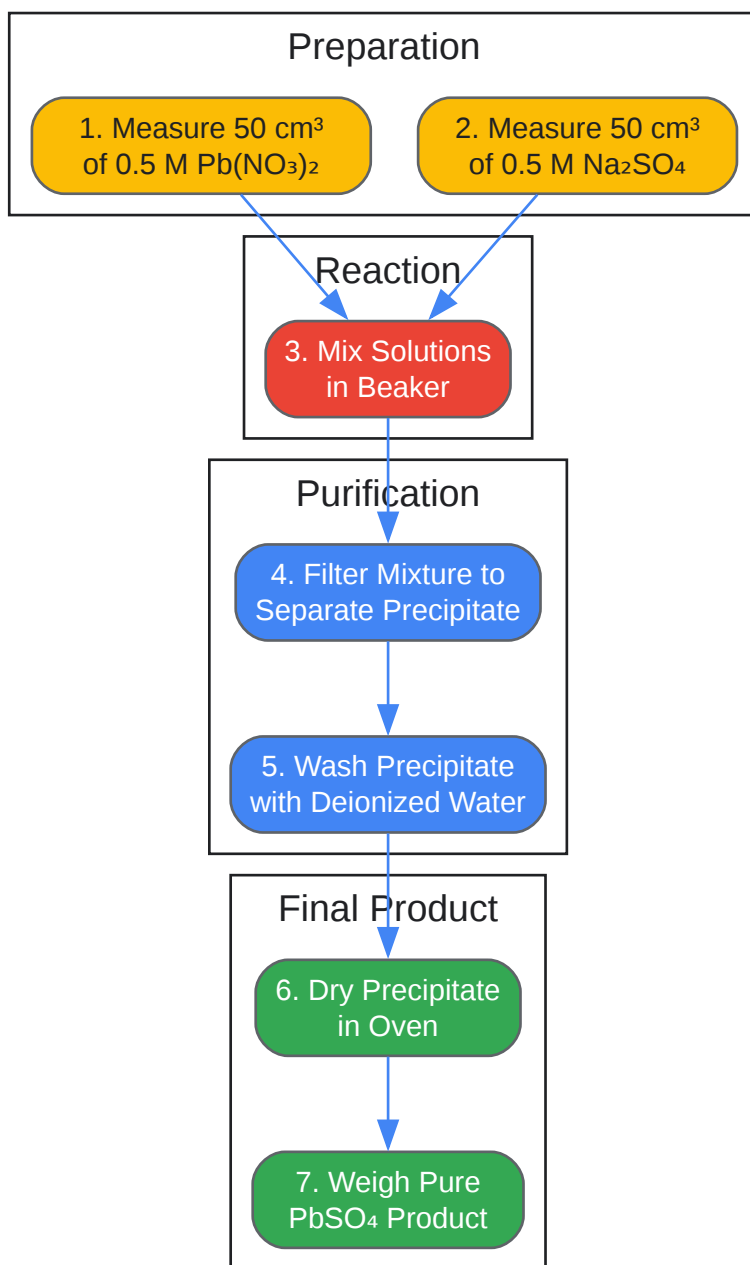 Preparation
1. Measure 50 cm³
of 0.5 M Pb(NO₃)₂
2. Measure 50 cm³
of 0.5 M Na₂SO₄
Reaction
3. Mix Solutions
in Beaker
Purification
4. Filter Mixture to
Separate Precipitate
5. Wash Precipitate
with Deionized Water
Final Product
6. Dry Precipitate
in Oven
7. Weigh Pure
PbSO₄ Product